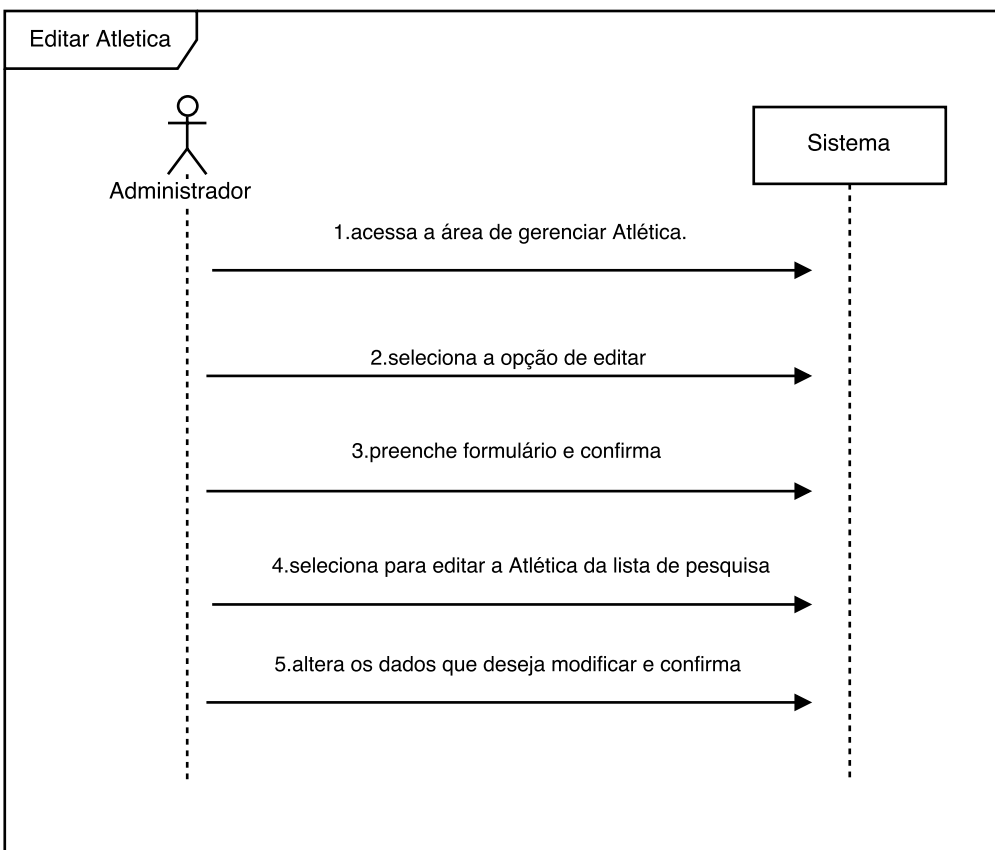 Editar Atletica
Sistema
Administrador
1.acessa a área de gerenciar Atlética.
2.seleciona a opção de editar
3.preenche formulário e confirma
4.seleciona para editar a Atlética da lista de pesquisa
5.altera os dados que deseja modificar e confirma